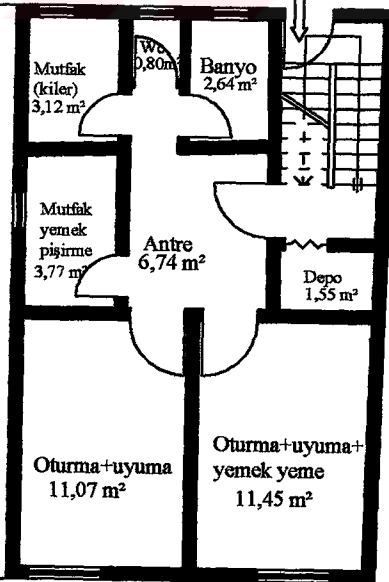 Wc
0,80m²
Banyo
2,64 m²
Mutfak
(kiler)
3,12 m²
Mutfak
yemek
pişirme
3,77 m²
Antre
6,74 m²
Depo
1,55 m²
Oturma+uyuma
11,07 m²
Oturma+uyuma+
yemek yeme
11,45 m²